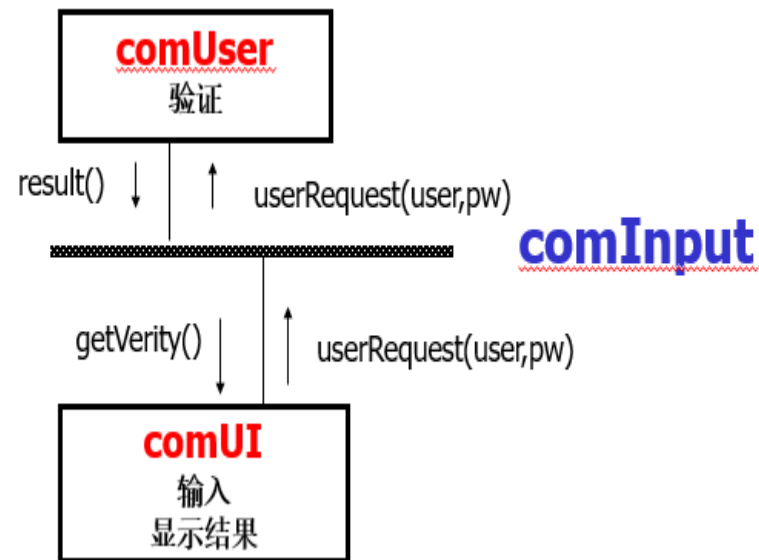 comUser
验证
result()
userRequest(user,pw)
comInput
getVerity()
userRequest(user,pw)
comUI
输入
显示结果